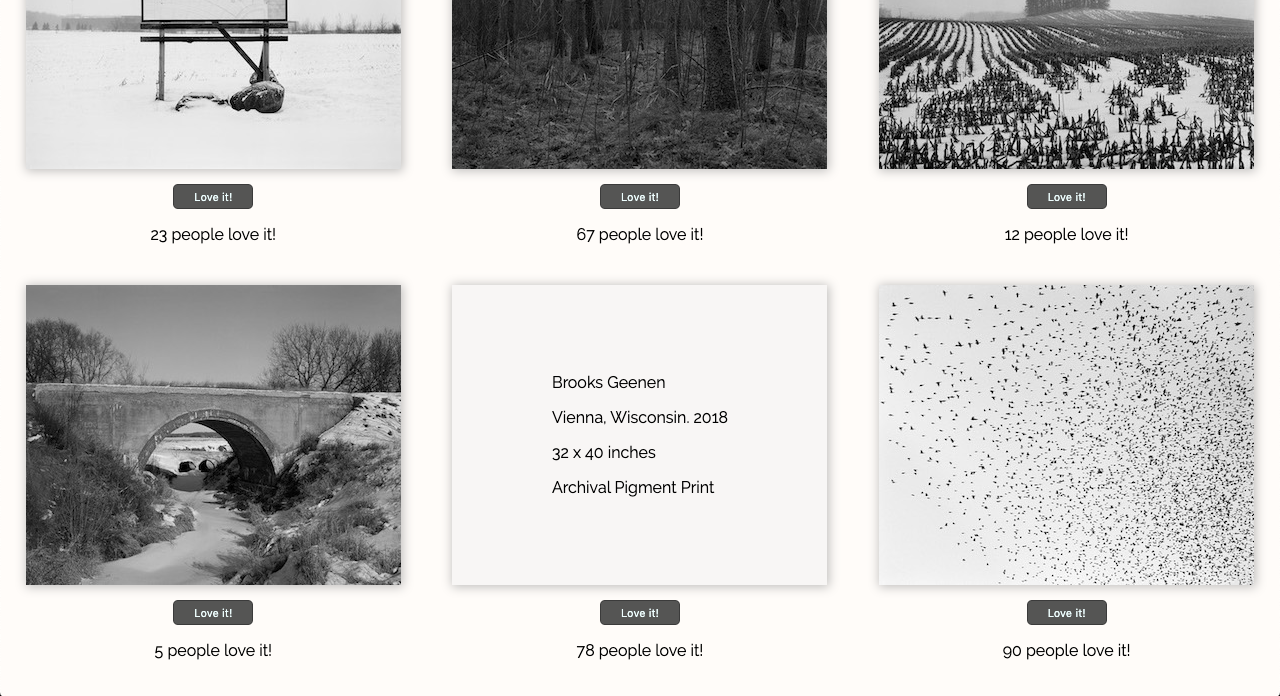 Love it!
Love it!
Love it!
23 people love it!
67 people love it!
12 people love it!
Brooks Geenen
Vienna, Wisconsin. 2018
32 x 40 inches
Archival Pigment Print
Love it!
Love it!
Love it!
5 people love it!
78 people love it!
90 people love it!